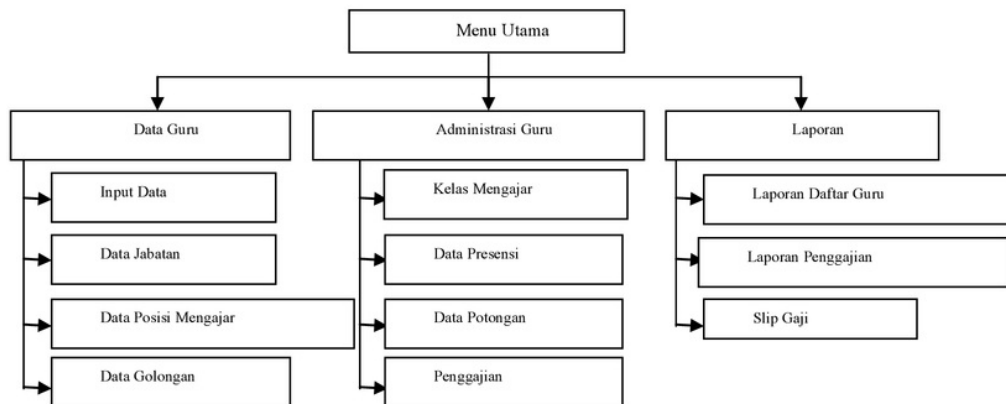 Menu Utama
Data Guru
Input Data
Data Jabatan
Data Posisi Mengajar
Data Golongan
Administrasi Guru
Kelas Mengajar
Data Presensi
Data Potongan
Penggajian
Laporan
Laporan Daftar Guru
Laporan Penggajian
Slip Gaji